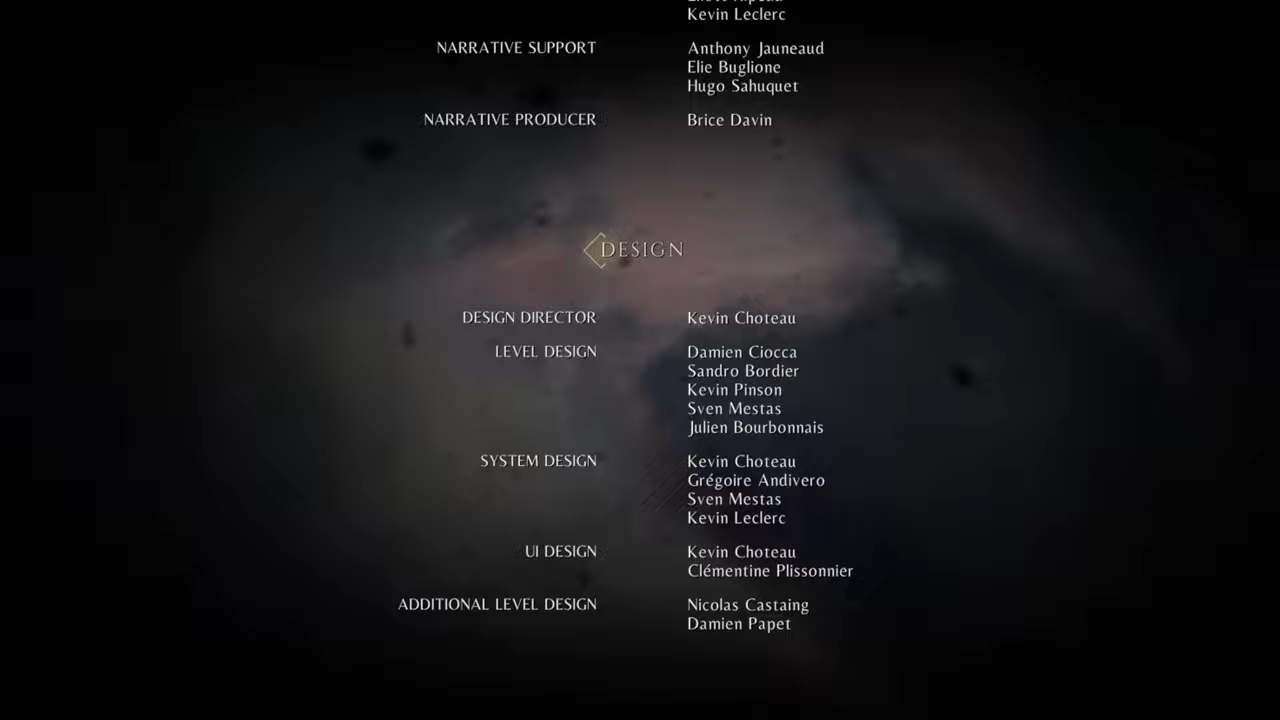 Kevin Leclerc
NARRATIVE SUPPORT Anthony Jauneaud
Elie Buglione
Hugo Sahuquet
NARRATIVE PRODUCER Brice Davin
DESIGN
DESIGN DIRECTOR Kevin Choteau
LEVEL DESIGN Damien Ciocca
Sandro Bordier
Kevin Pinson
Sven Mestas
Julien Bourbonnais
SYSTEM DESIGN Kevin Choteau
Grégoire Andivero
Sven Mestas
Kevin Leclerc
UI DESIGN Kevin Choteau
Clémentine Plissonnier
ADDITIONAL LEVEL DESIGN Nicolas Castaing
Damien Papet